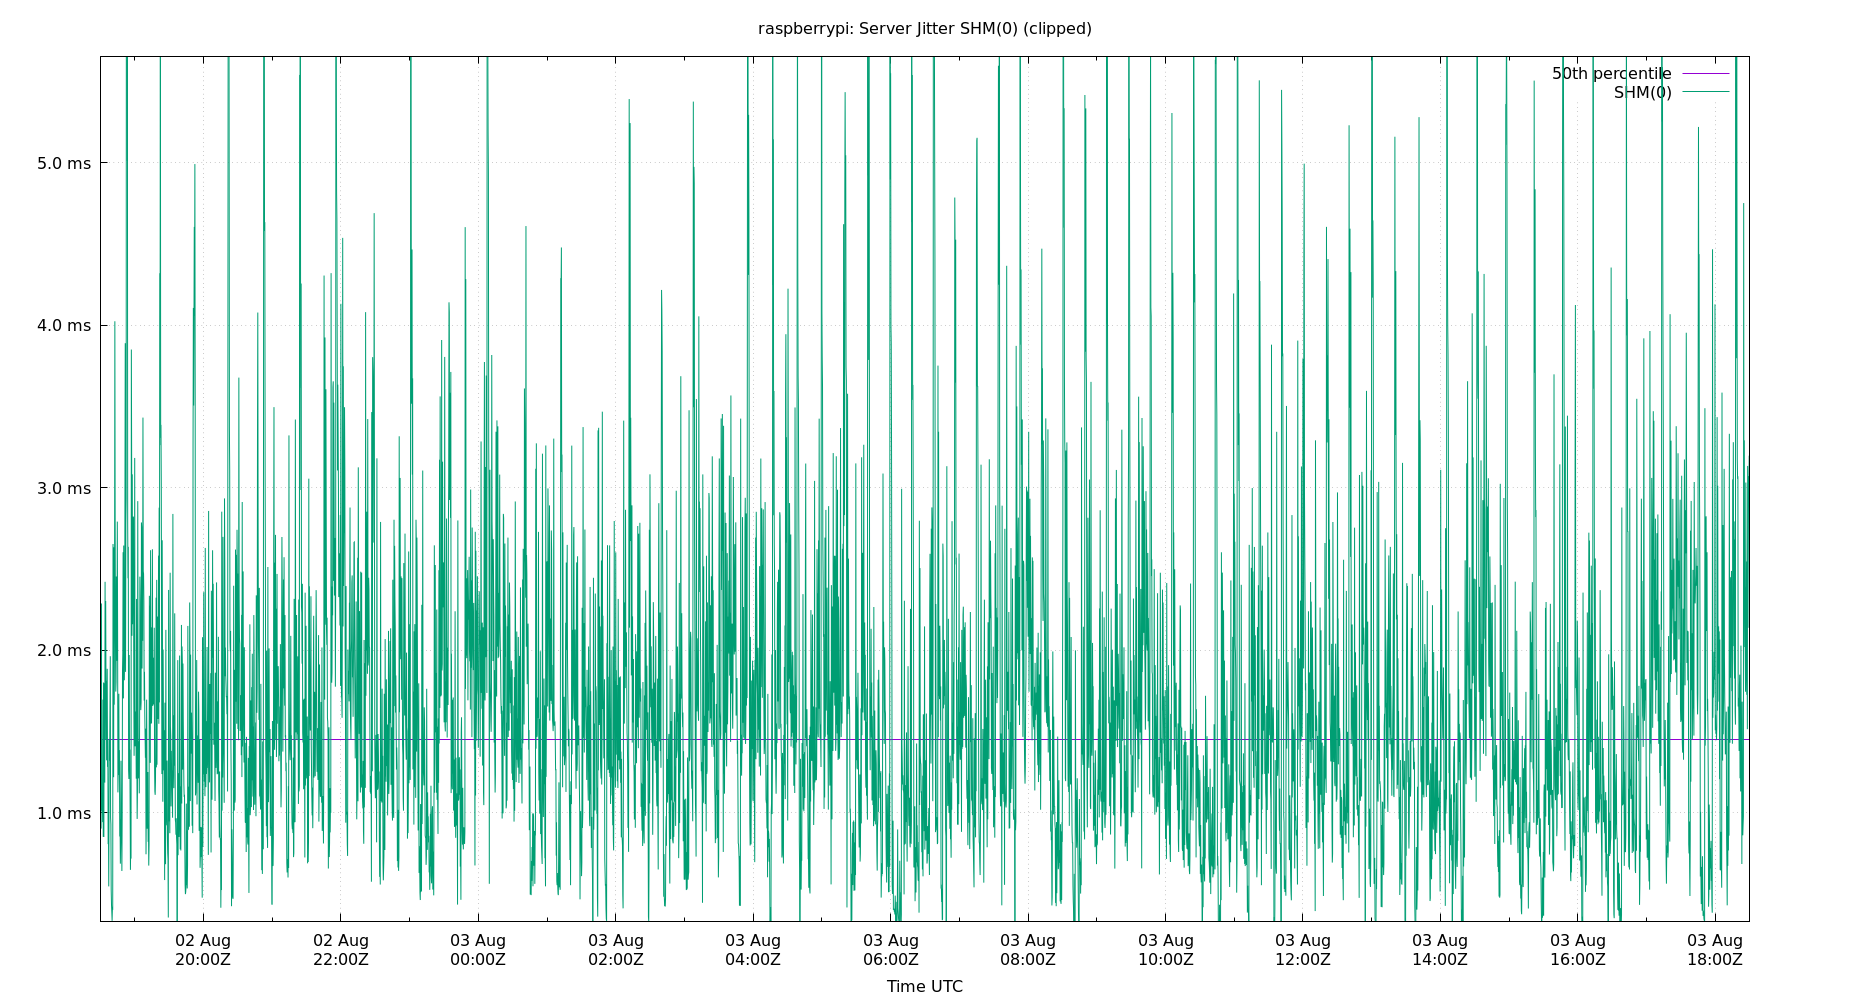 raspberrypi: Server Jitter SHM(0) (clipped)
50th percentile
SHM(0)
5.0 ms
4.0 ms
3.0 ms
2.0 ms
1.0 ms
02 Aug 02 Aug 03 Aug 03 Aug 03 Aug 03 Aug 03 Aug 03 Aug 03 Aug 03 Aug 03 Aug 03 Aug
20:00Z 22:00Z 00:00Z 02:00Z 04:00Z 06:00Z 08:00Z 10:00Z 12:00Z 14:00Z 16:00Z 18:00Z
Time UTC